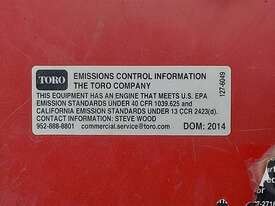 TORO
EMISSIONS CONTROL INFORMATION
THE TORO COMPANY
THIS EQUIPMENT HAS AN ENGINE THAT MEETS U.S. EPA
EMISSION STANDARDS UNDER 40 CFR 1039.625 and
CALIFORNIA EMISSION STANDARDS UNDER 13 CCR 2423(d).
CONTACT INFORMATION: STEVE WOOD
952-888-8801 commercial.service@toro.com DOM: 2014
127-6049